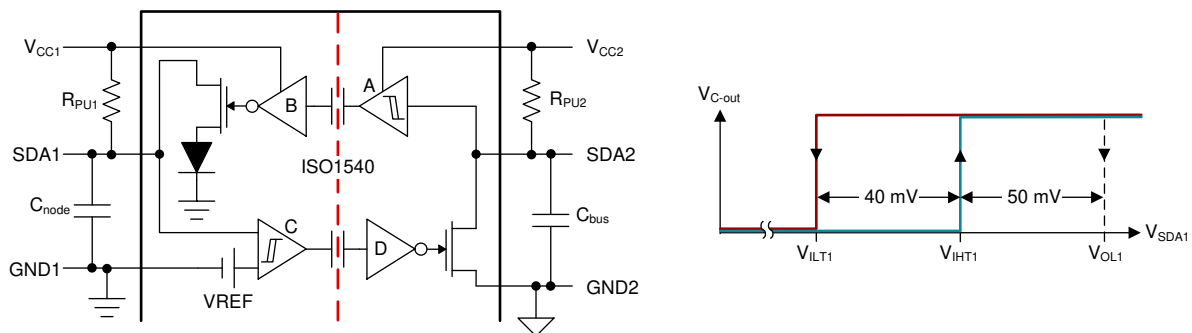 VCC1
VCC2
A
B
RPU1
RPU2
SDA1
SDA2
ISO1540
Cnode
Cbus
C
D
GND1
GND2
VREF
VC-out
40 mV
50 mV
VSDA1
VILT1
VIHT1
VOL1